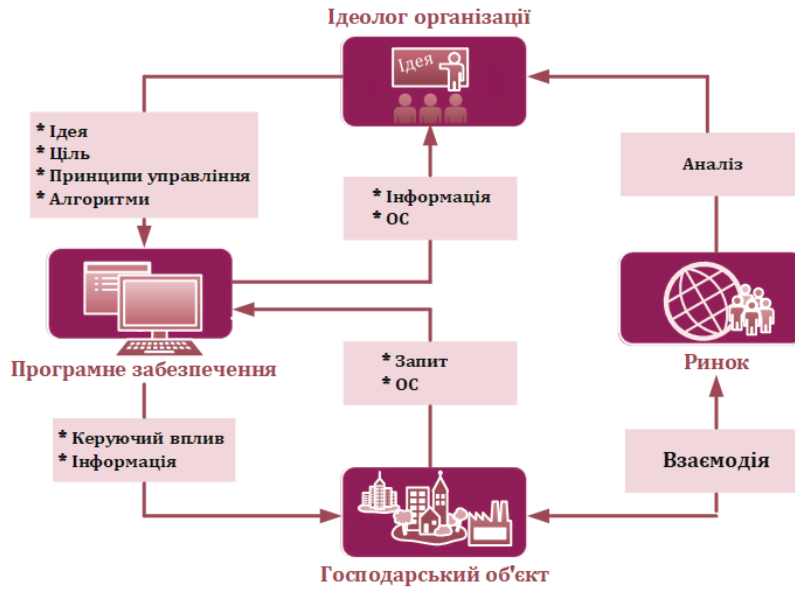 Ідеолог організації
Ідея
* Ідея
* Ціль
* Принципи управління
* Алгоритми
* Інформація
* ОС
Аналіз
Програмне забезпечення
* Запит
* ОС
Ринок
* Керуючий вплив
* Інформація
Взаємодія
Господарський об'єкт